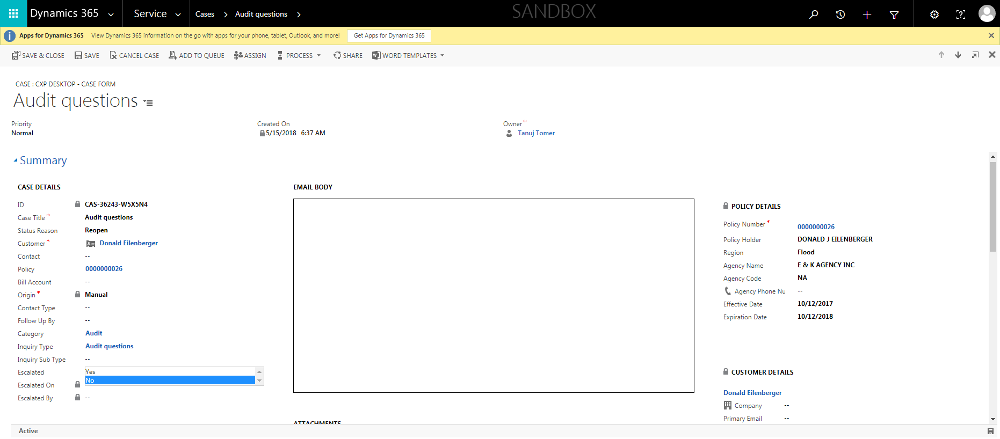 Dynamics 365 Service Cases Audit questions SANDBOX
Apps for Dynamics 365 View Dynamics 365 information on the go with apps for your phone, tablet, Outlook, and more! Get Apps for Dynamics 365
SAVE & CLOSE SAVE CANCEL CASE ADD TO QUEUE ASSIGN PROCESS SHARE WORD TEMPLATES
CASE : CXP DESKTOP - CASE FORM
Audit questions
Priority
Normal
Created On
5/15/2018 6:37 AM
Owner*
Tanuj Tomer
Summary
CASE DETAILS
ID CAS-36243-W5X5N4
Case Title* Audit questions
Status Reason Reopen
Customer* Donald Eilenberger
Contact --
Policy 0000000026
Bill Account --
Origin* Manual
Contact Type --
Follow Up By --
Category Audit
Inquiry Type Audit questions
Inquiry Sub Type --
Escalated Yes
No
Escalated On
Escalated By --
EMAIL BODY
ATTACHMENTS
POLICY DETAILS
Policy Number* 0000000026
Policy Holder DONALD J EILENBERGER
Region Flood
Agency Name E & K AGENCY INC
Agency Code NA
Agency Phone Nu --
Effective Date 10/12/2017
Expiration Date 10/12/2018
CUSTOMER DETAILS
Donald Eilenberger
Company --
Primary Email --
Active